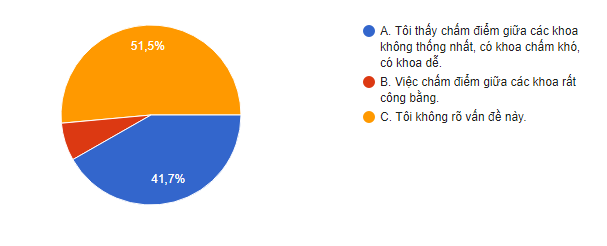 51,5%
41,7%
A. Tôi thấy chấm điểm giữa các khoa
không thống nhất, có khoa chấm khó,
có khoa dễ.
B. Việc chấm điểm giữa các khoa rất
công bằng.
C. Tôi không rõ vấn đề này.